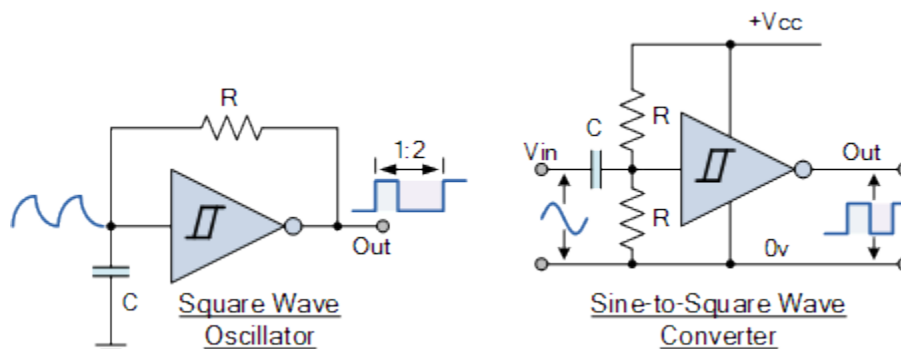 R
1:2
Out
C
Square Wave
Oscillator
+Vcc
R
C
Vin
Out
R
0v
Sine-to-Square Wave
Converter